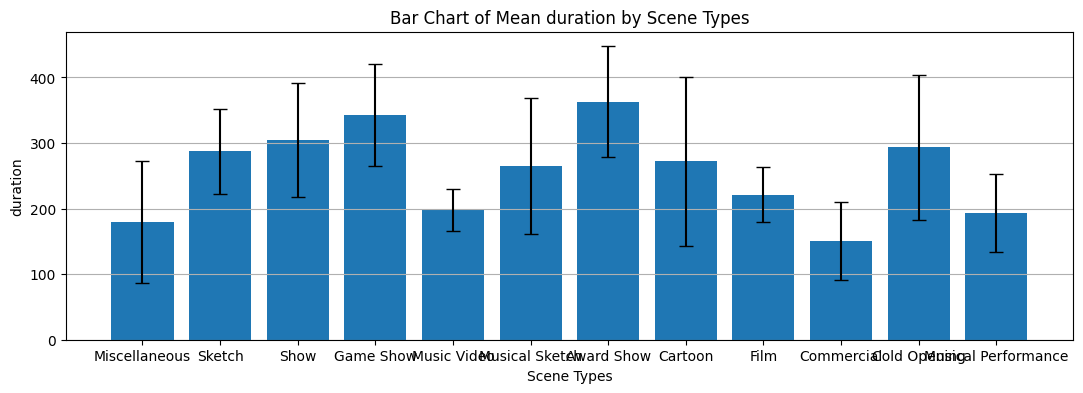 Bar Chart of Mean duration by Scene Types
400
300
200
100
0
duration
Miscellaneous Sketch Show Game Show Music Video Musical Sketch Award Show Cartoon Film Commercial Cold Opening Musical Performance
Scene Types